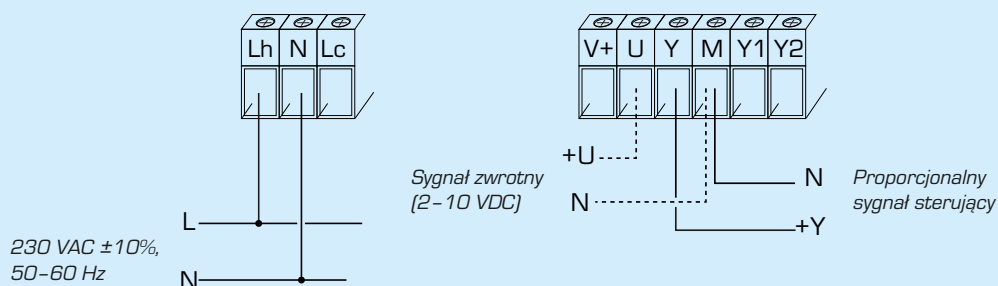 Lh N Lc
V+ U Y M Y1 Y2
+U
Sygnał zwrotny
(2–10 VDC)
N
N
Proporcjonalny
sygnał sterujący
+Y
L
230 VAC ±10%,
50–60 Hz
N